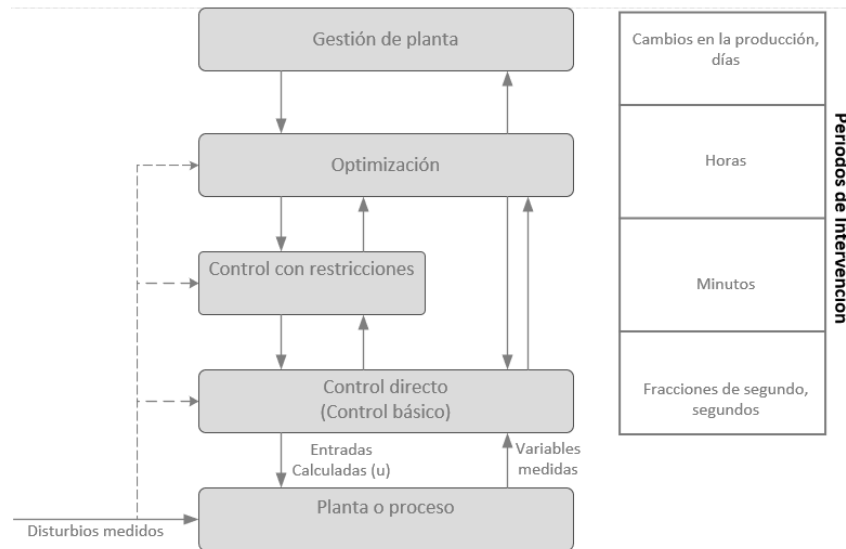 Gestión de planta
Cambios en la producción,
días
Optimización
Horas
Control con restricciones
Minutos
Control directo
(Control básico)
Fracciones de segundo,
segundos
Entradas
Calculadas (u)
Variables
medidas
Planta o proceso
Disturbios medidos
Periodos de Intervencion